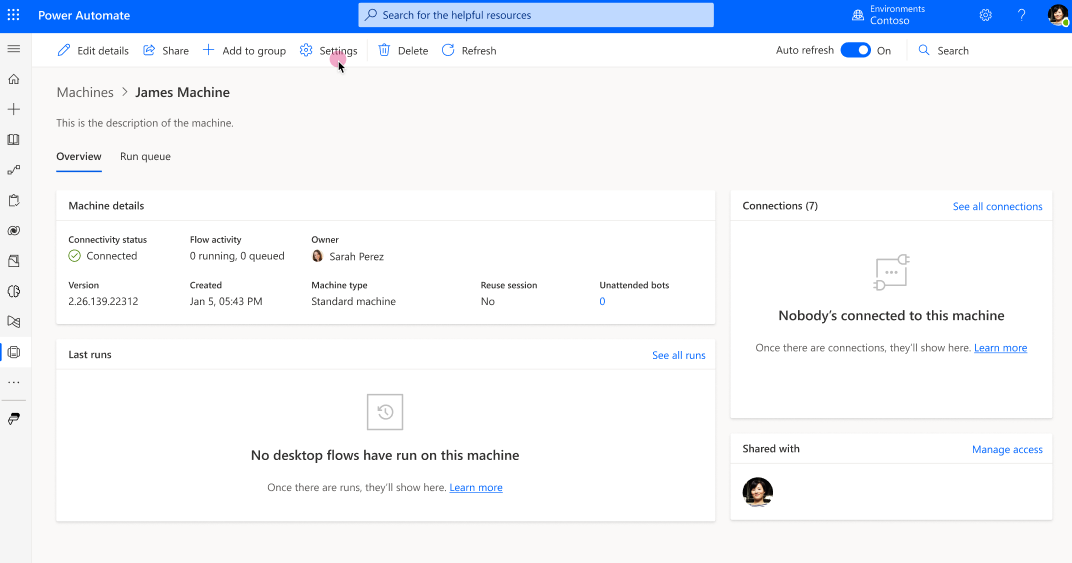 Power Automate
Search for the helpful resources
Environments
Contoso
?
Edit details
Share
Add to group
Settings
Delete
Refresh
Auto refresh
On
Search
Machines > James Machine
This is the description of the machine.
Overview
Run queue
Machine details
Connectivity status
Flow activity
Owner
Connected
0 running, 0 queued
Sarah Perez
Version
Created
Machine type
Reuse session
Unattended bots
2.26.139.22312
Jan 5, 05:43 PM
Standard machine
No
0
Connections (7)
See all connections
Nobody's connected to this machine
Once there are connections, they'll show here. Learn more
Last runs
See all runs
No desktop flows have run on this machine
Once there are runs, they'll show here. Learn more
Shared with
Manage access